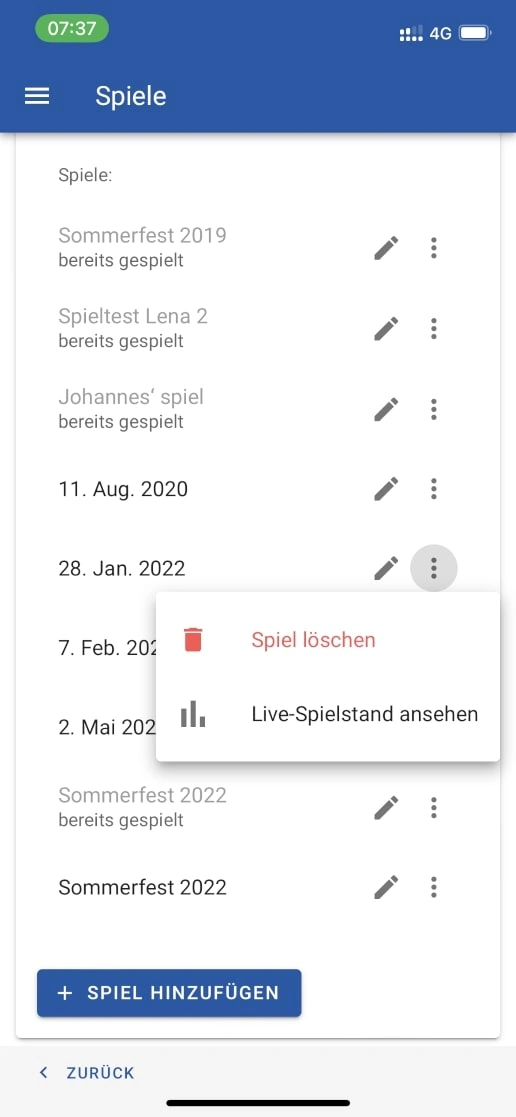 07:37
4G
Spiele
Spiele:
Sommerfest 2019
bereits gespielt
Spieltest Lena 2
bereits gespielt
Johannes‘ spiel
bereits gespielt
11. Aug. 2020
28. Jan. 2022
Spiel löschen
7. Feb.
Live-Spielstand ansehen
2. Mai
Sommerfest 2022
bereits gespielt
Sommerfest 2022
+ SPIEL HINZUFÜGEN
ZURÜCK